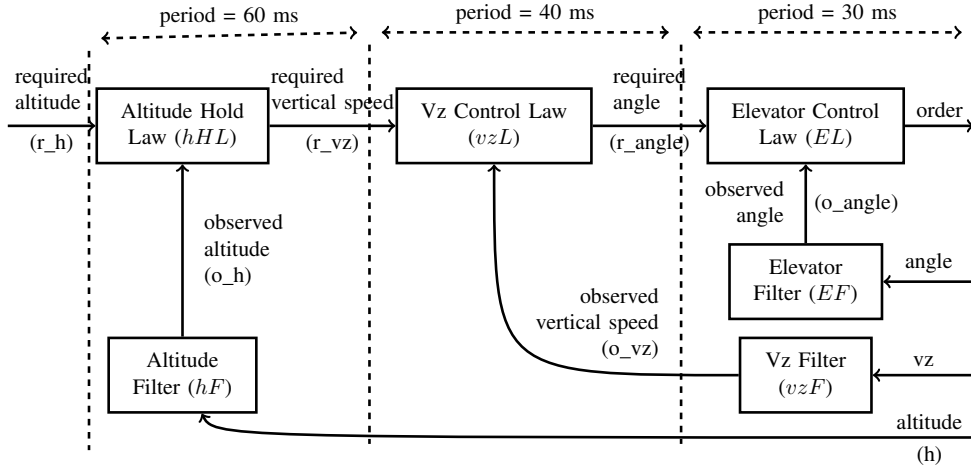 period = 60 ms
period = 40 ms
period = 30 ms
required
altitude
(r_h)
Altitude Hold
Law (hHL)
required
vertical speed
(r_vz)
Vz Control Law
(vzL)
required
angle
(r_angle)
Elevator Control
Law (EL)
order
observed
angle
(o_angle)
observed
altitude
(o_h)
Elevator
Filter (EF)
angle
observed
vertical speed
(o_vz)
Altitude
Filter (hF)
Vz Filter
(vzF)
vz
altitude
(h)